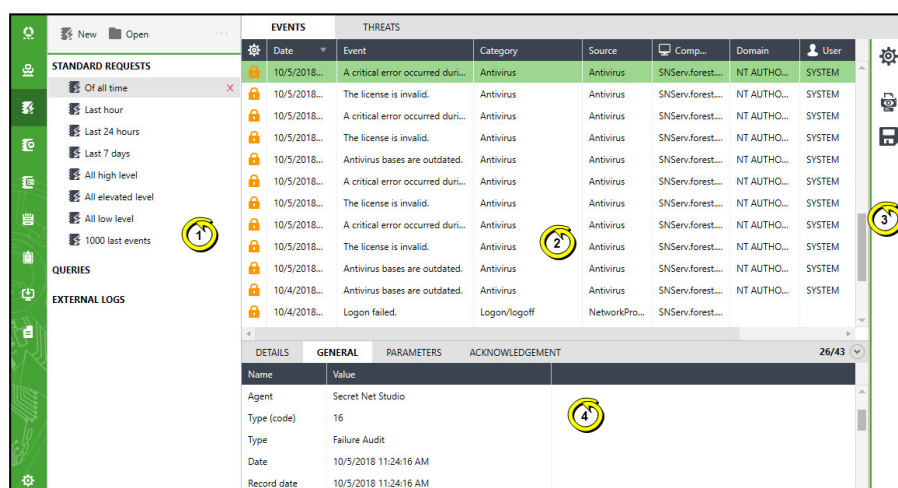 New Open ...
STANDARD REQUESTS
Of all time X
Last hour
Last 24 hours
Last 7 days
All high level
All elevated level
All low level
1000 last events
QUERIES
EXTERNAL LOGS
1
EVENTS THREATS
Date Event Category Source Comp... Domain User
10/5/2018... A critical error occurred duri... Antivirus Antivirus SNServ.forest.... NT AUTHO... SYSTEM
10/5/2018... The license is invalid. Antivirus Antivirus SNServ.forest.... NT AUTHO... SYSTEM
10/5/2018... A critical error occurred duri... Antivirus Antivirus SNServ.forest.... NT AUTHO... SYSTEM
10/5/2018... The license is invalid. Antivirus Antivirus SNServ.forest.... NT AUTHO... SYSTEM
10/5/2018... Antivirus bases are outdated. Antivirus Antivirus SNServ.forest.... NT AUTHO... SYSTEM
10/5/2018... A critical error occurred duri... Antivirus Antivirus SNServ.forest.... NT AUTHO... SYSTEM
10/5/2018... The license is invalid. Antivirus Antivirus SNServ.forest.... NT AUTHO... SYSTEM
10/5/2018... A critical error occurred duri... Antivirus Antivirus SNServ.forest.... NT AUTHO... SYSTEM
10/5/2018... The license is invalid. Antivirus Antivirus SNServ.forest.... NT AUTHO... SYSTEM
10/5/2018... Antivirus bases are outdated. Antivirus Antivirus SNServ.forest.... NT AUTHO... SYSTEM
10/4/2018... Antivirus bases are outdated. Antivirus Antivirus SNServ.forest.... NT AUTHO... SYSTEM
10/4/2018... Logon failed. Logon/logoff NetworkPro... SNServ.forest....
2
3
DETAILS GENERAL PARAMETERS ACKNOWLEDGEMENT 26/43
Name Value
Agent Secret Net Studio
Type (code) 16
Type Failure Audit
Date 10/5/2018 11:24:16 AM
Record date 10/5/2018 11:24:16 AM
4